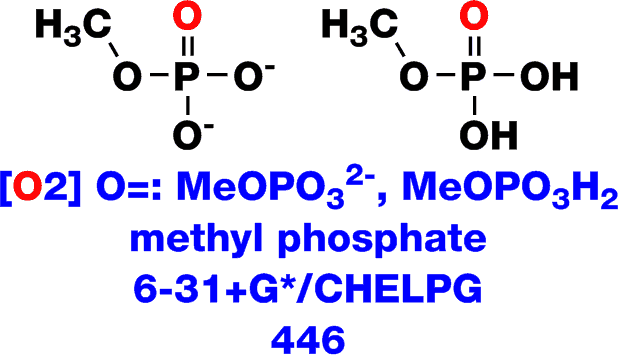 H₃C O H₃C O
O – P – O⁻ O – P – OH
O⁻ OH
[O2] O=: MeOPO₃²⁻, MeOPO₃H₂
methyl phosphate
6-31+G*/CHELPG
446